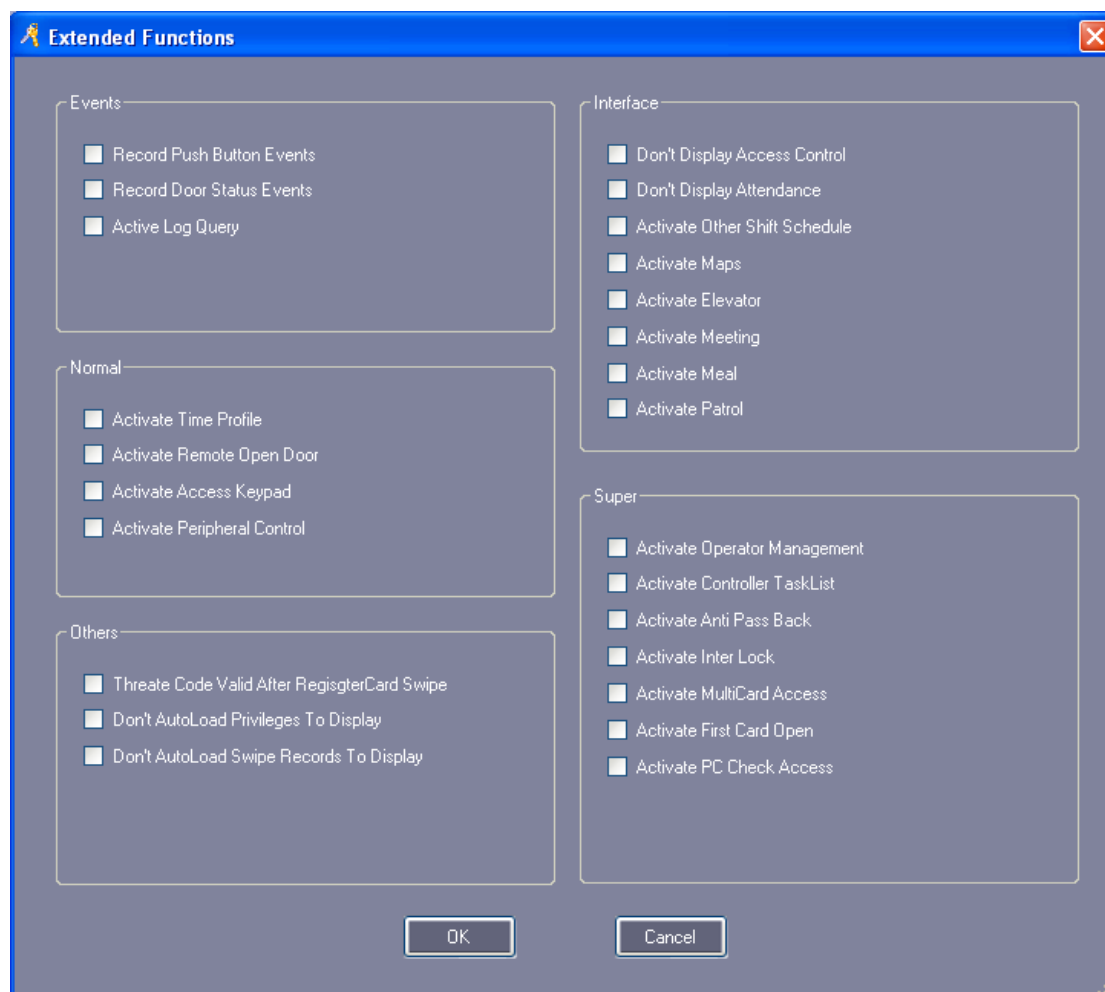 Extended Functions
Events
Record Push Button Events
Record Door Status Events
Active Log Query
Normal
Activate Time Profile
Activate Remote Open Door
Activate Access Keypad
Activate Peripheral Control
Others
Threate Code Valid After RegisgterCard Swipe
Don't AutoLoad Privileges To Display
Don't AutoLoad Swipe Records To Display
Interface
Don't Display Access Control
Don't Display Attendance
Activate Other Shift Schedule
Activate Maps
Activate Elevator
Activate Meeting
Activate Meal
Activate Patrol
Super
Activate Operator Management
Activate Controller TaskList
Activate Anti Pass Back
Activate Inter Lock
Activate MultiCard Access
Activate First Card Open
Activate PC Check Access
OK
Cancel